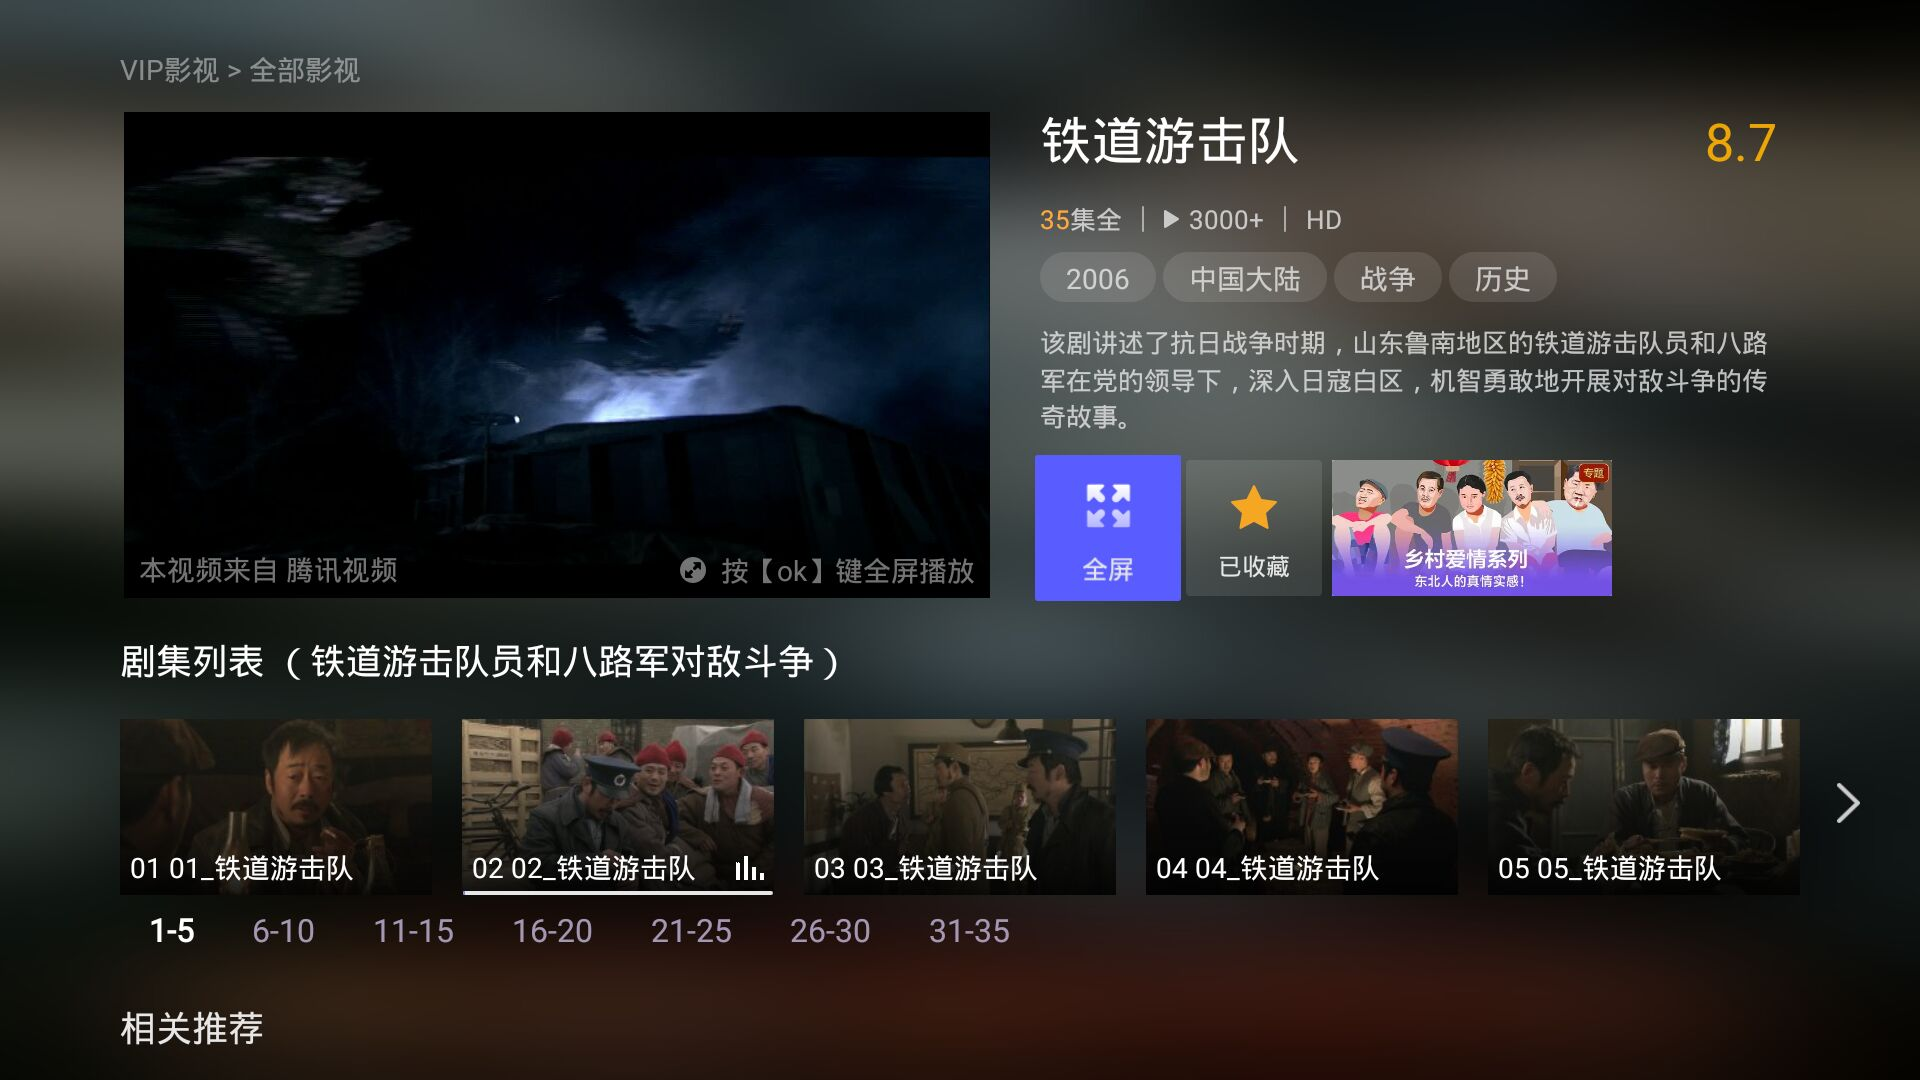 VIP影视 > 全部影视
铁道游击队
8.7
35集全 | 3000+ | HD
2006 中国大陆 战争 历史
该剧讲述了抗日战争时期，山东鲁南地区的铁道游击队员和八路
军在党的领导下，深入日寇白区，机智勇敢地开展对敌斗争的传
奇故事。
本视频来自 腾讯视频
按【ok】键全屏播放
全屏
已收藏
专题
乡村爱情系列
东北人的真情实感！
剧集列表 （铁道游击队员和八路军对敌斗争）
01 01_铁道游击队
02 02_铁道游击队
03 03_铁道游击队
04 04_铁道游击队
05 05_铁道游击队
1-5 6-10 11-15 16-20 21-25 26-30 31-35
相关推荐